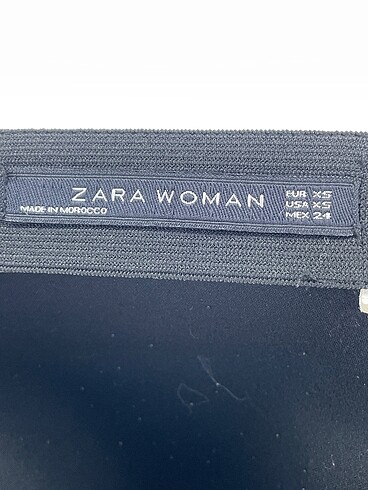 ZARA WOMAN
MADE IN MOROCCO
EUR XS
USA XS
MEX 24